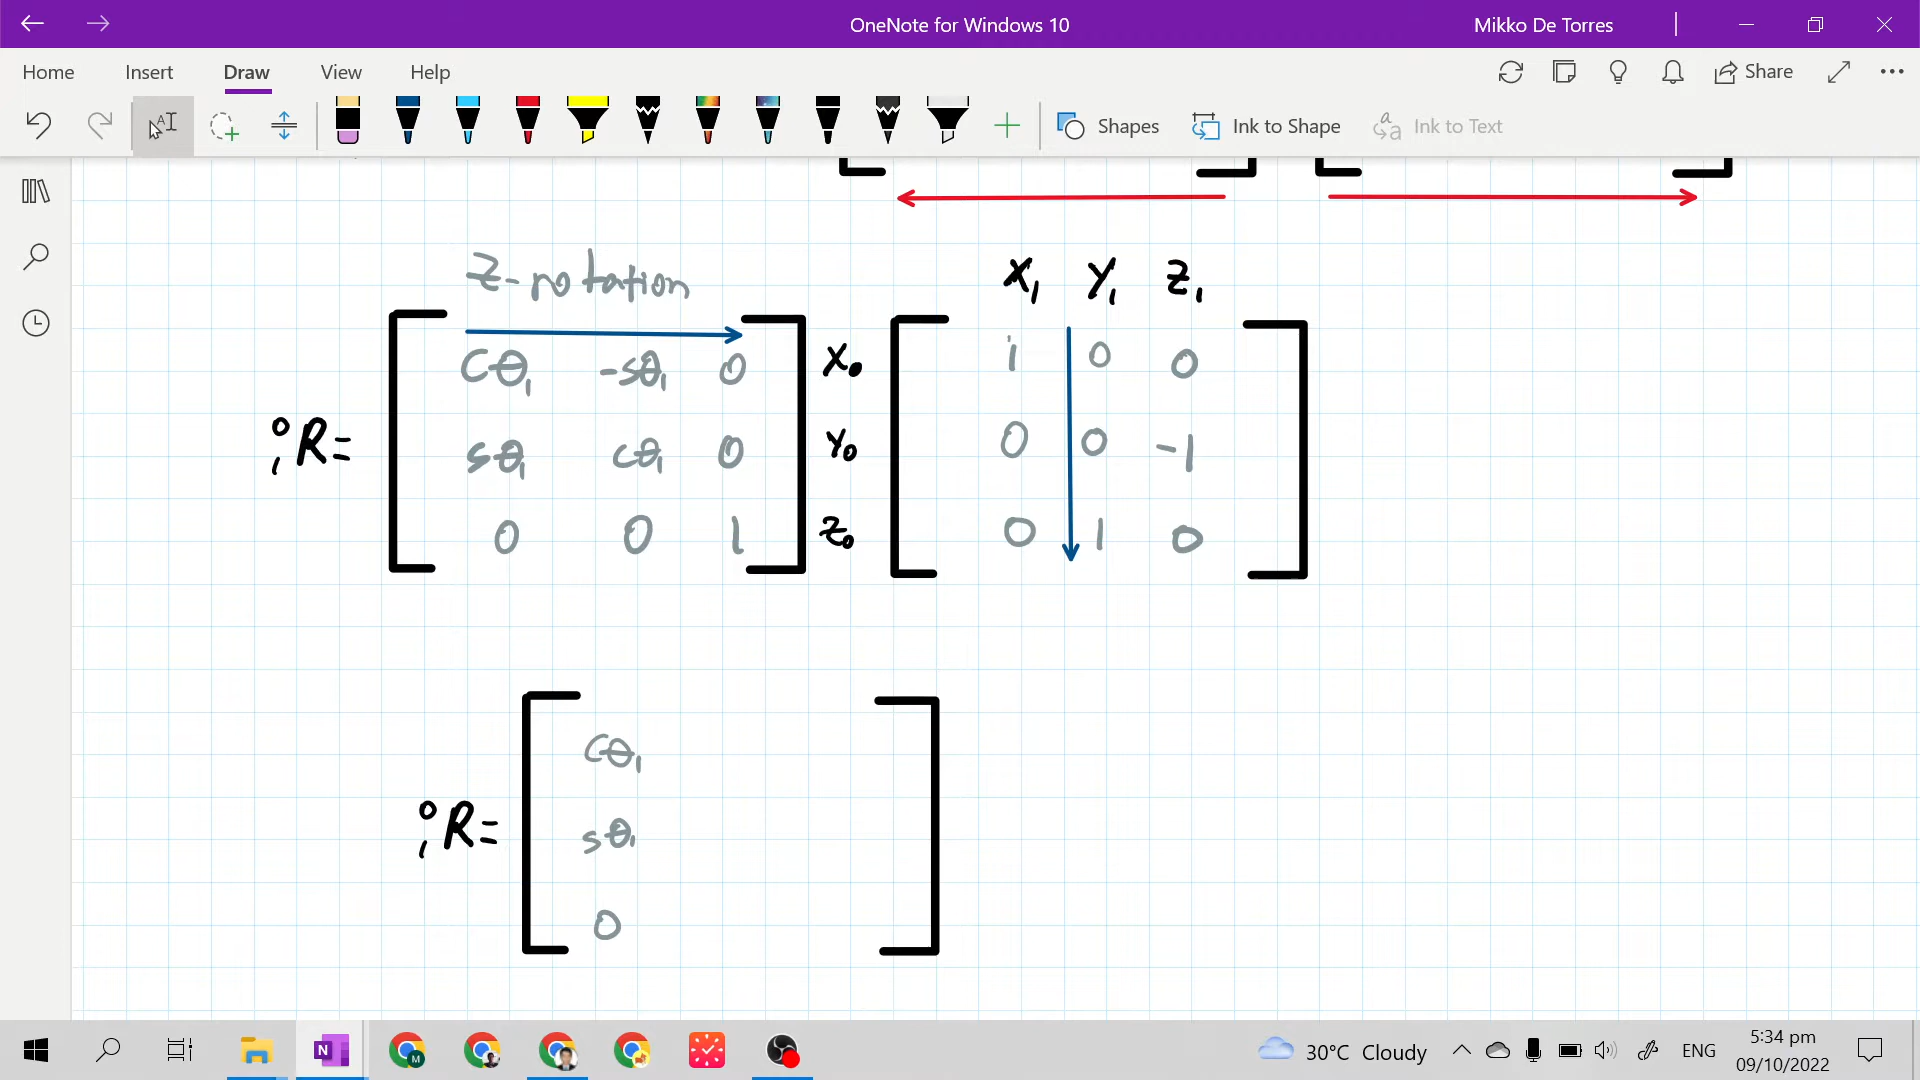 OneNote for Windows 10
Mikko De Torres
Home Insert Draw View Help
Share
Shapes
Ink to Shape
Ink to Text
Z-rotation
X₁ Y₁ Z₁
⁰₁R=
cθ₁ -sθ₁ 0
X₀
1 0 0
sθ₁ cθ₁ 0
Y₀
0 0 -1
0 0 1
Z₀
0 1 0
⁰₁R=
cθ₁
sθ₁
0
30°C Cloudy
ENG
5:34 pm
09/10/2022